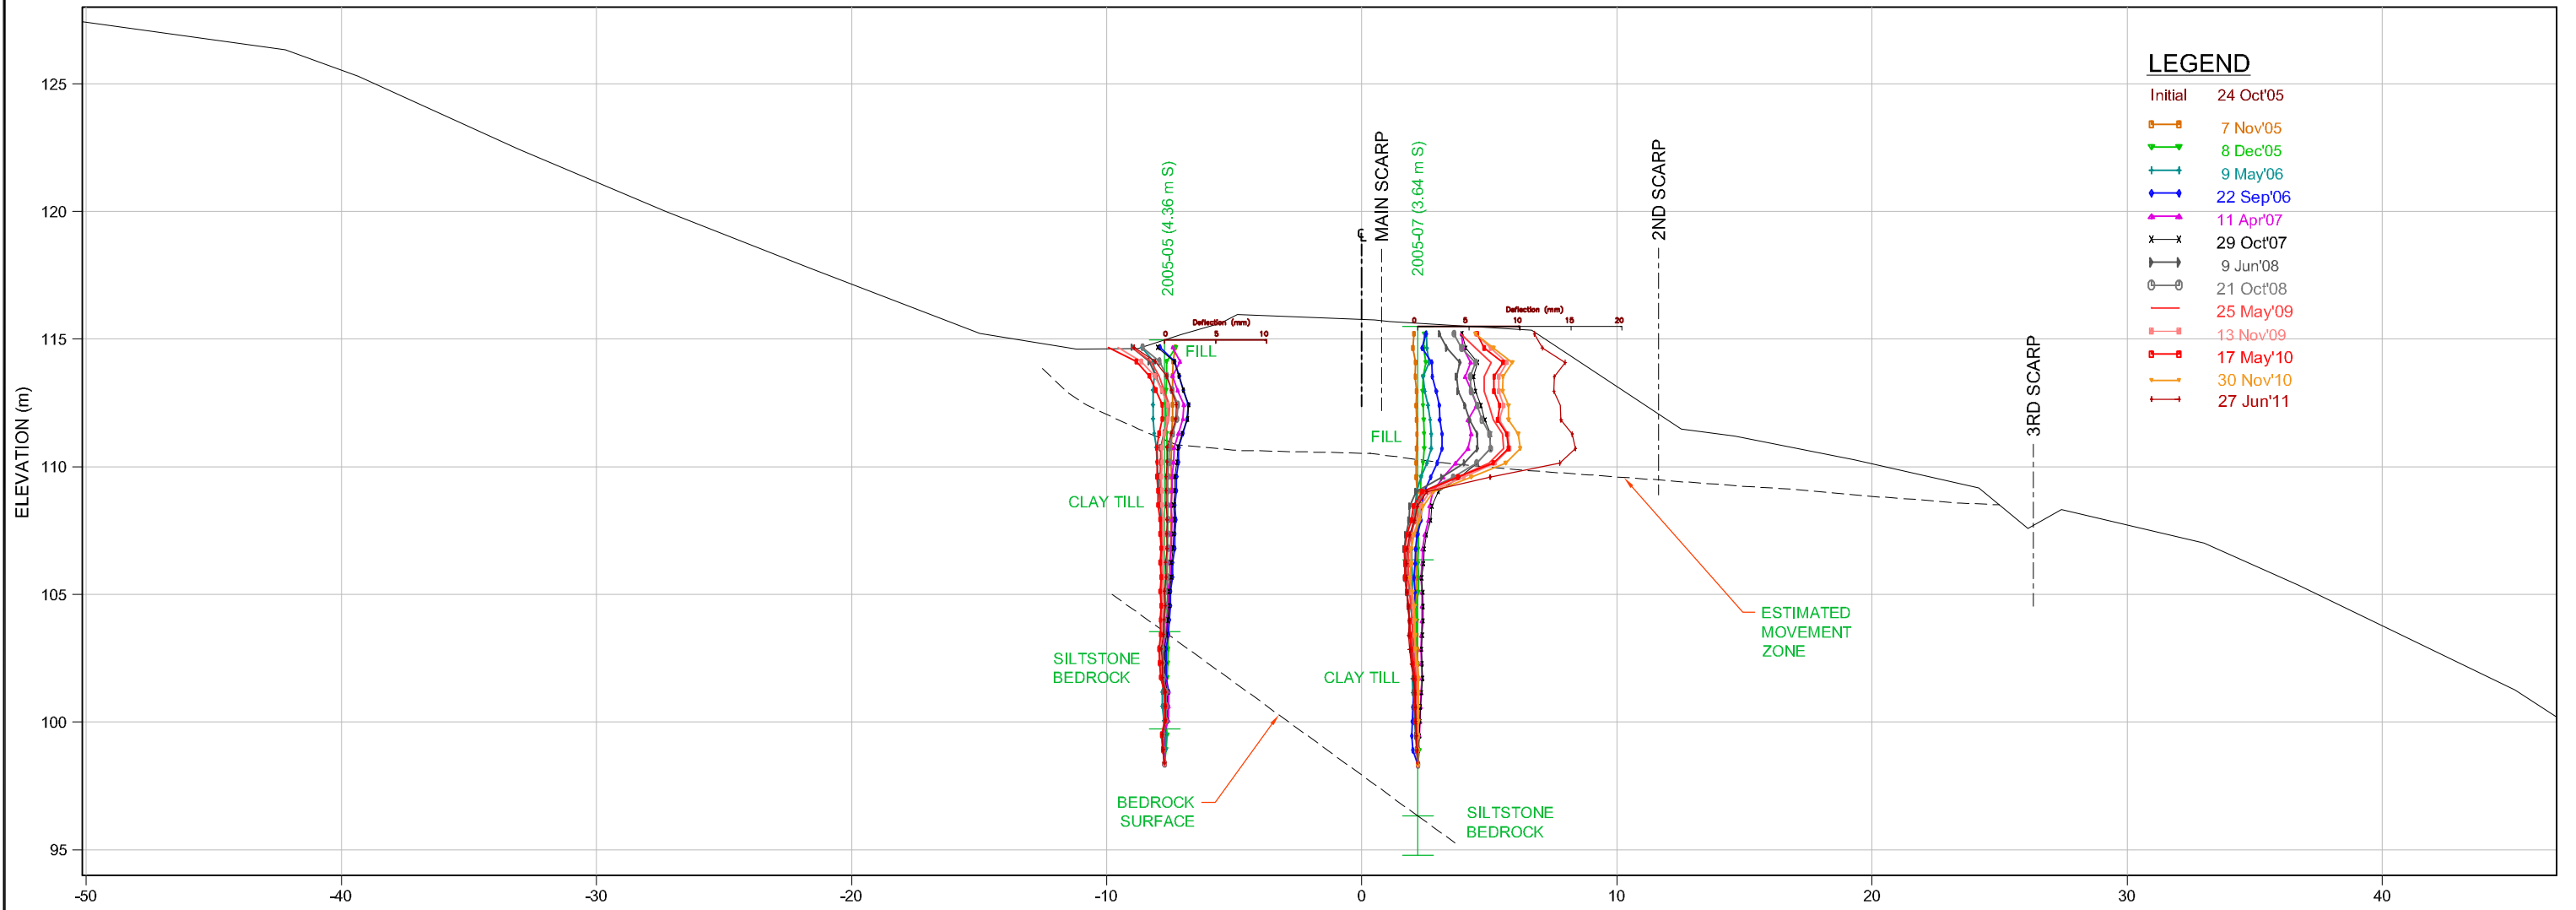 LEGEND
Initial 24 Oct'05
7 Nov'05
8 Dec'05
9 May'06
22 Sep'06
11 Apr'07
29 Oct'07
9 Jun'08
21 Oct'08
25 May'09
13 Nov'09
17 May'10
30 Nov'10
27 Jun'11
ELEVATION (m)
125
120
115
110
105
100
95
2005-05 (4.36 m S)
MAIN SCARP
2005-07 (3.64 m S)
2ND SCARP
3RD SCARP
Deflection (mm)
0 5 10
Deflection (mm)
0 5 10 15 20
FILL
FILL
CLAY TILL
SILTSTONE
BEDROCK
CLAY TILL
ESTIMATED
MOVEMENT
ZONE
BEDROCK
SURFACE
SILTSTONE
BEDROCK
-50 -40 -30 -20 -10 0 10 20 30 40